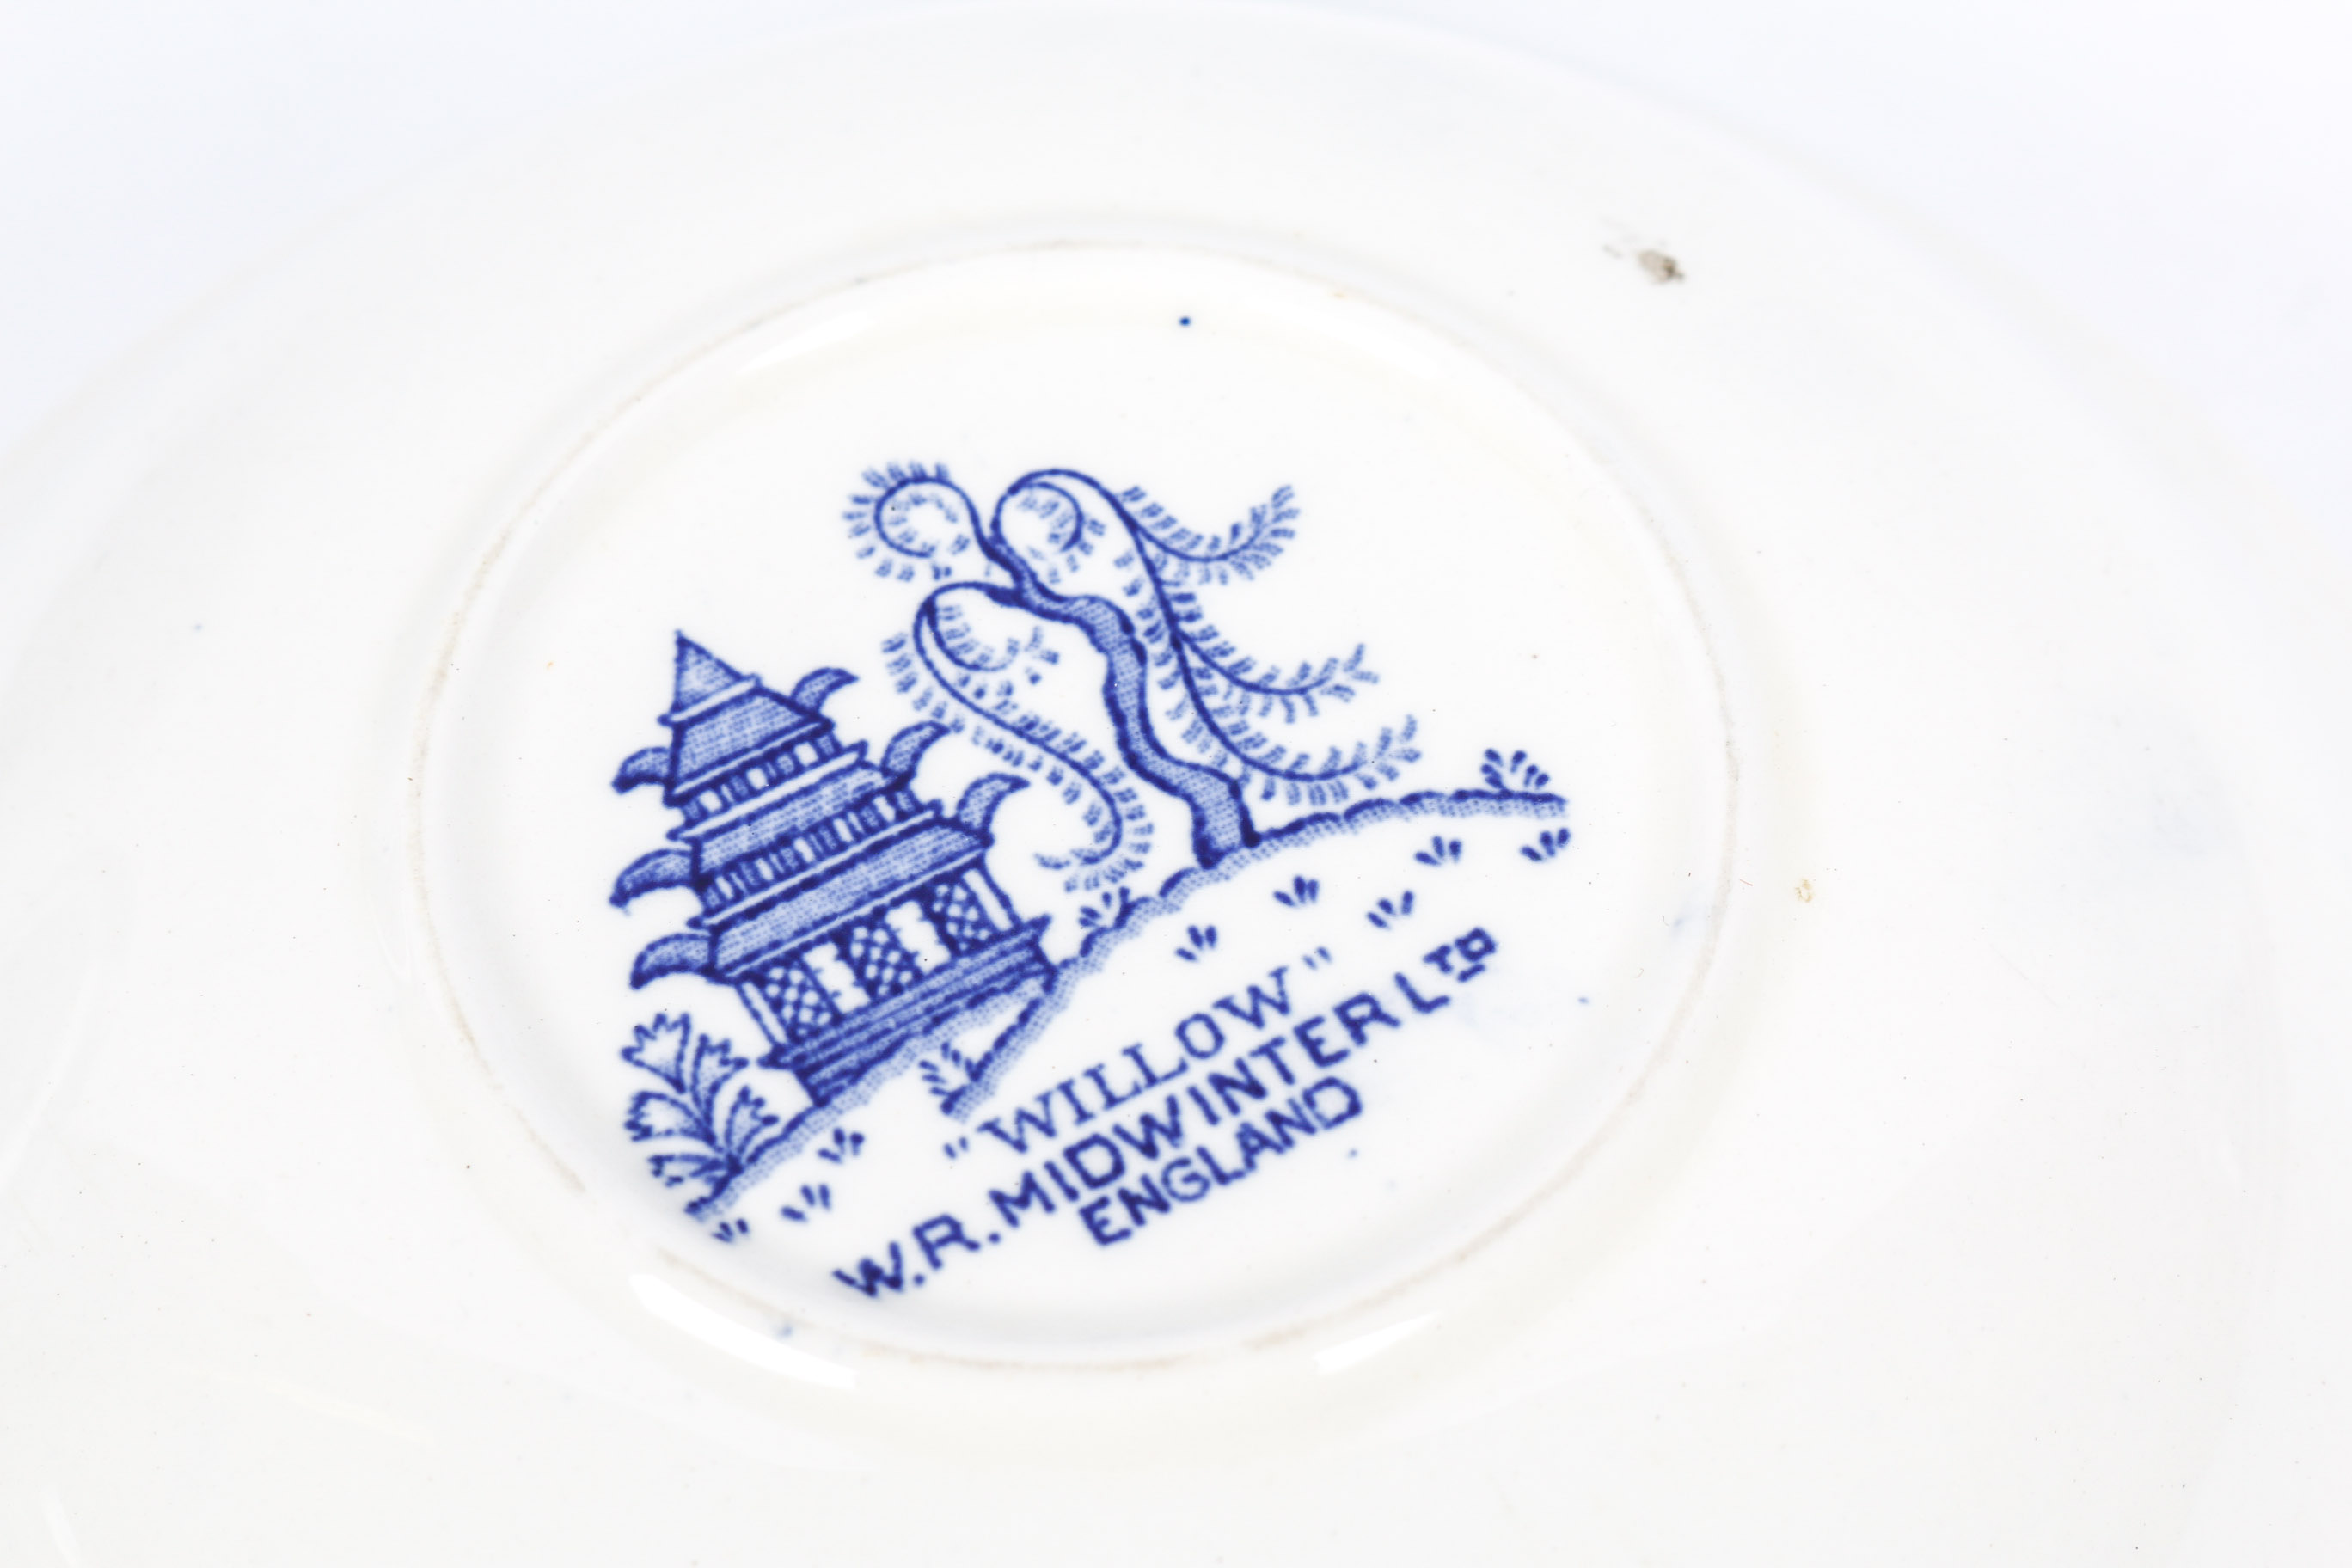 "WILLOW"
W.R. MIDWINTER LTD
ENGLAND